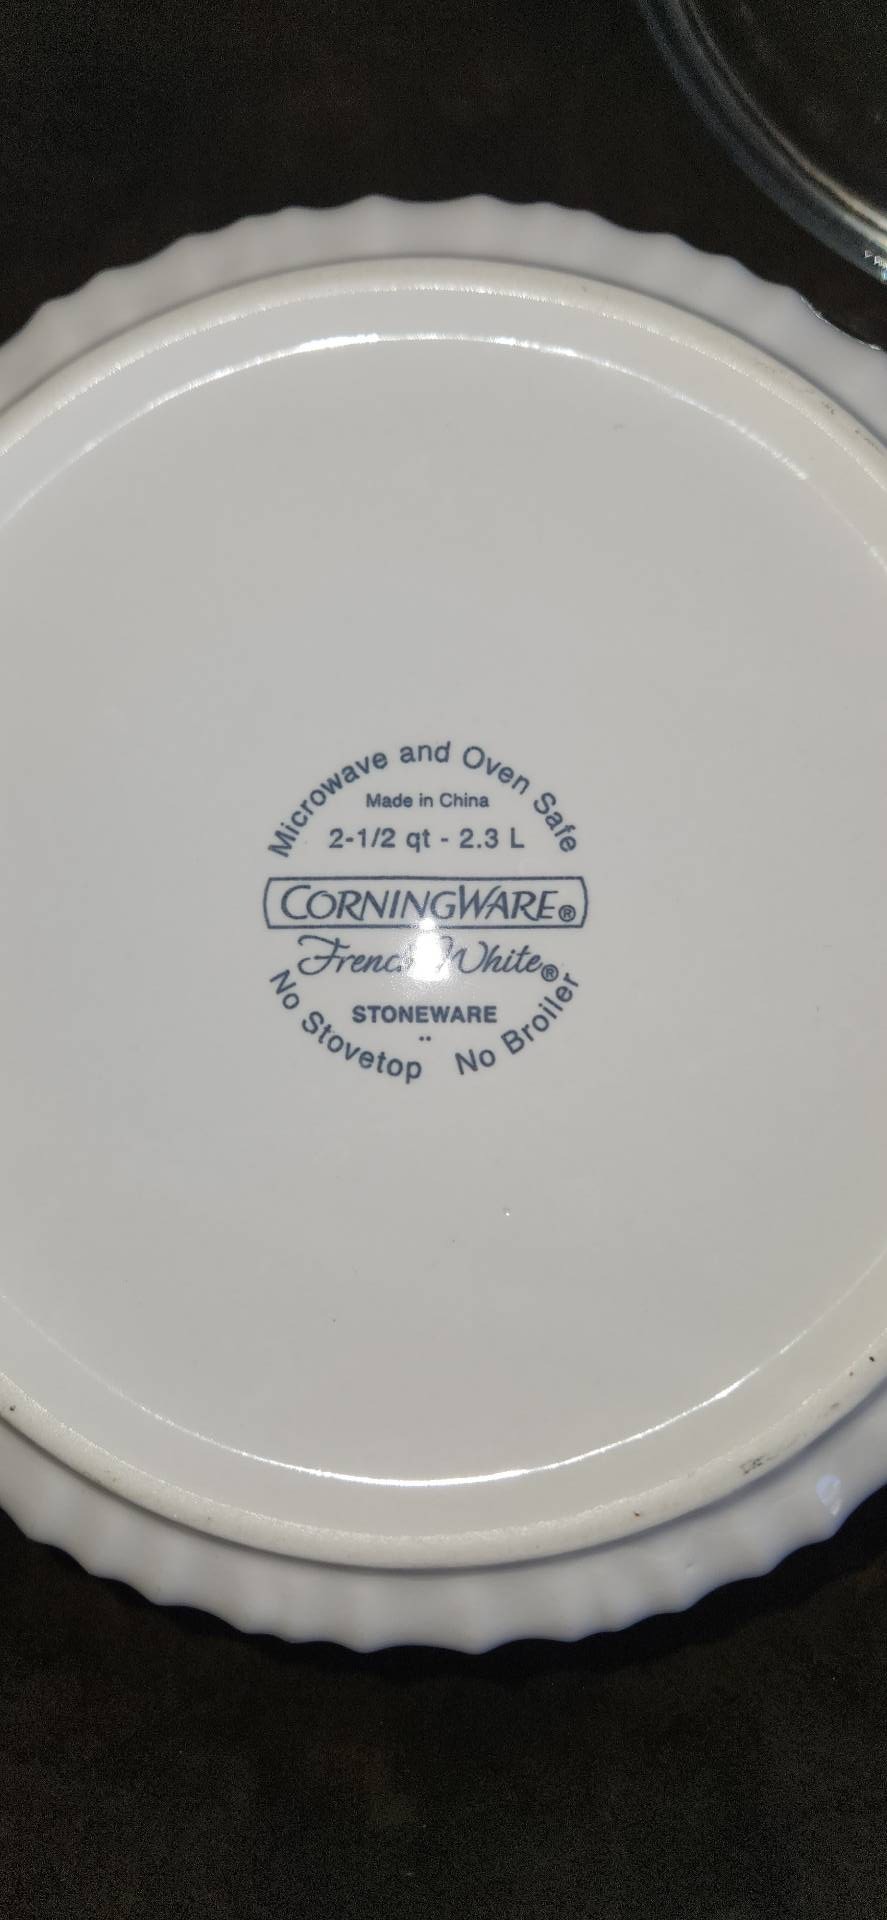 Microwave and Oven Safe
Made in China
2-1/2 qt - 2.3 L
CORNINGWARE®
French White®
STONEWARE
No Stovetop No Broiler